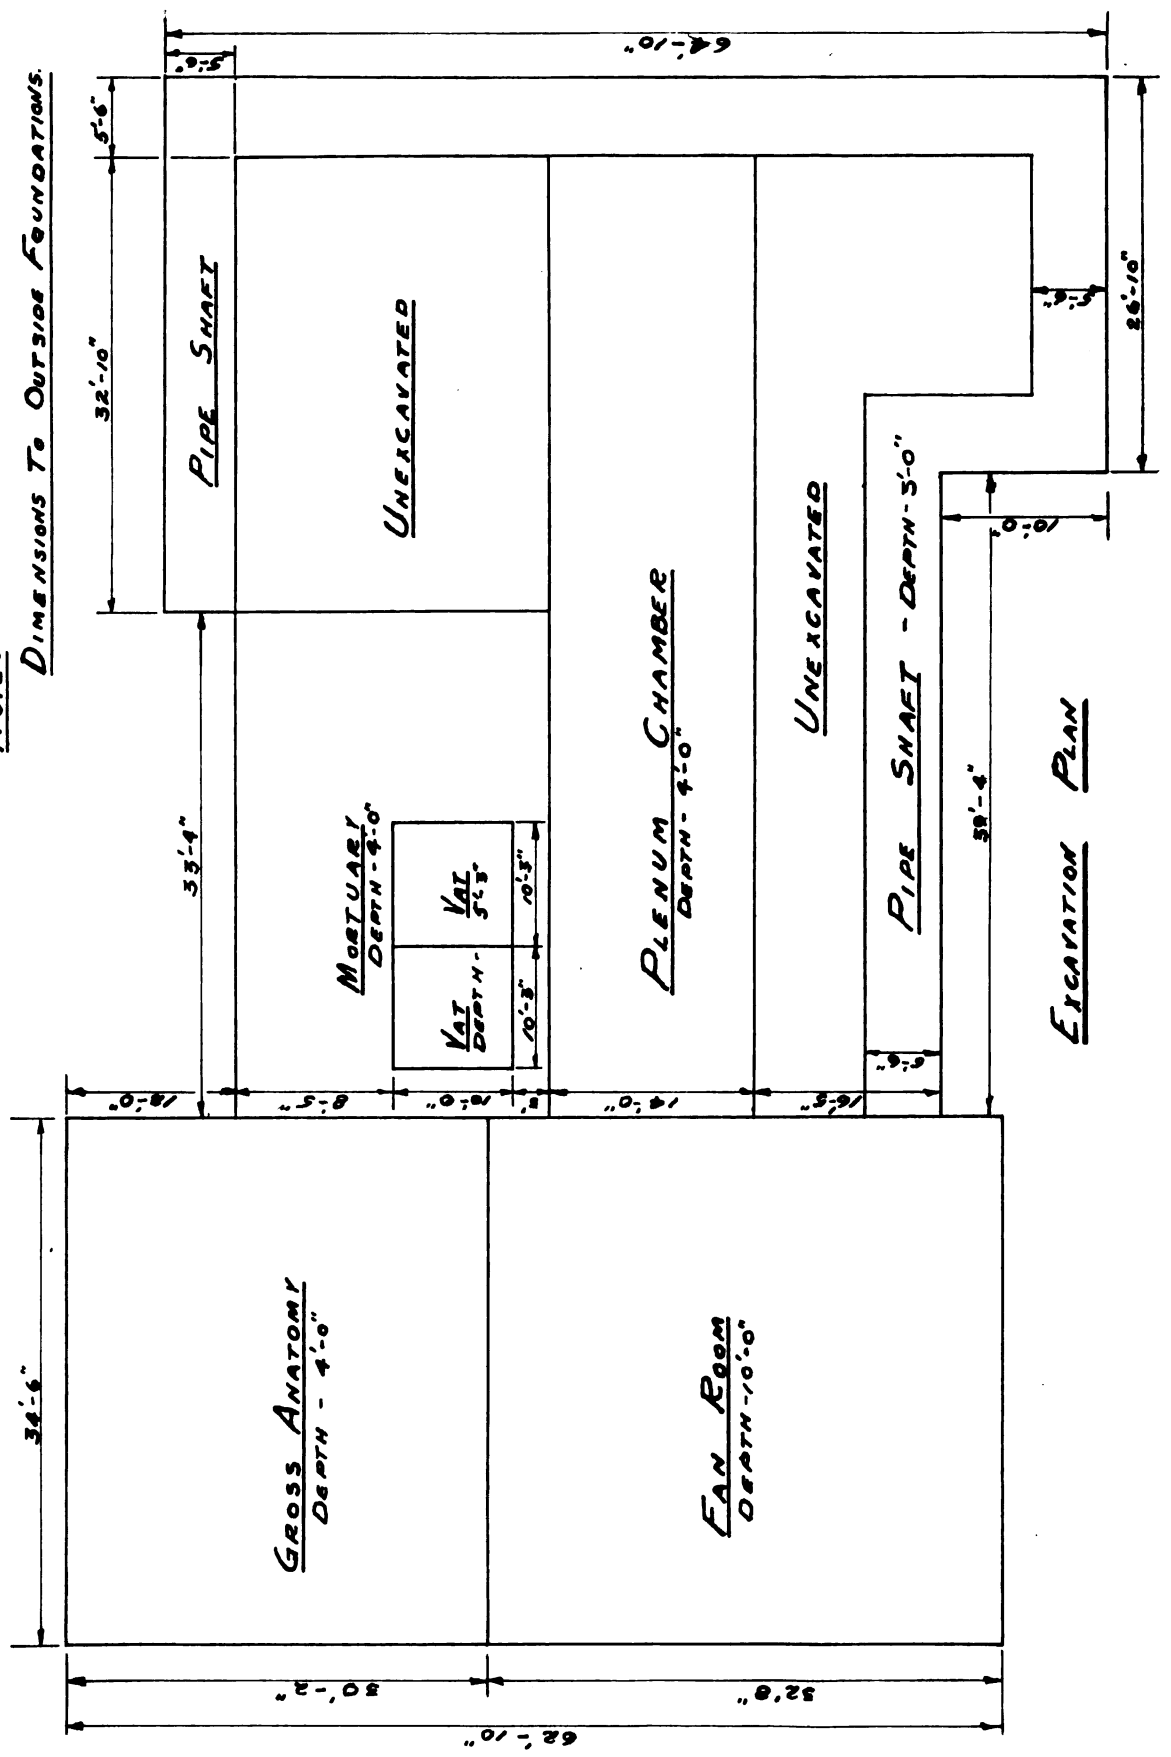 DIMENSIONS TO OUTSIDE FOUNDATIONS.
34'-6"
33'-4"
32'-10"
5'-6"
5'-6"
64'-10"
PIPE SHAFT
12'-0"
GROSS ANATOMY
DEPTH - 4'-0"
30'-2"
62'-10"
MORTUARY
DEPTH - 4'-0"
8'-5"
UNEXCAVATED
VAT VAT
DEPTH - 5'-3"
10'-0"
10'-3" 10'-3"
3'
PLENUM CHAMBER
DEPTH - 4'-0"
14'-0"
FAN ROOM
DEPTH - 10'-0"
32'8"
UNEXCAVATED
16'-5"
PIPE SHAFT - DEPTH - 3'-0"
6'-6"
39'-4"
10'-0"
5'-6"
26'-10"
EXCAVATION PLAN